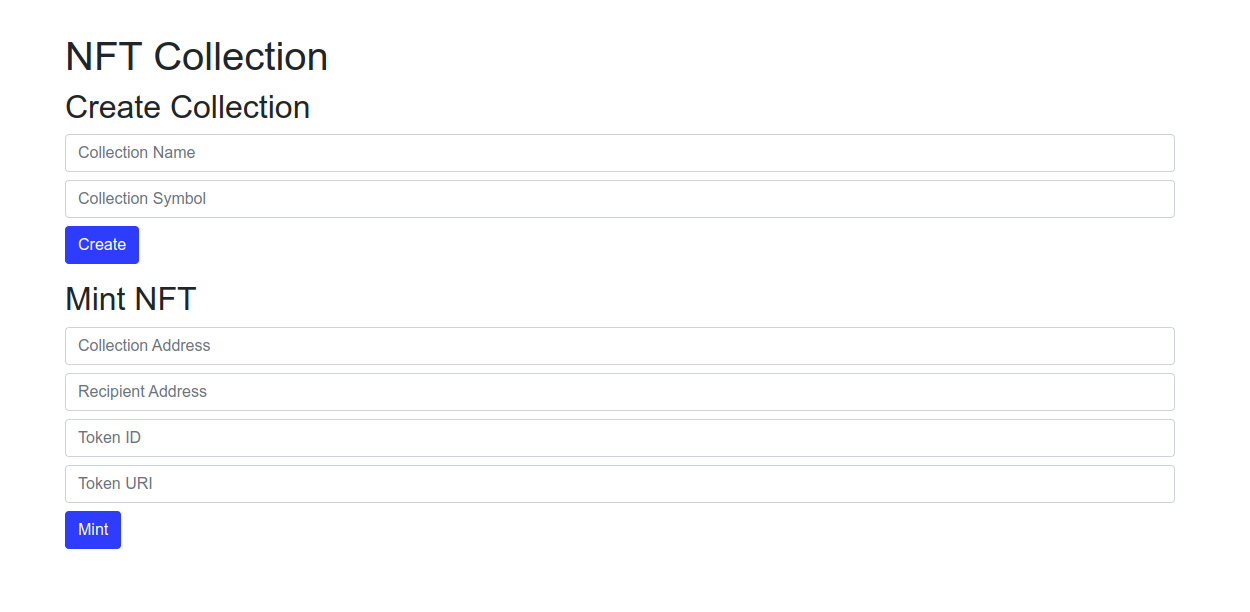 NFT Collection
Create Collection
Collection Name
Collection Symbol
Create
Mint NFT
Collection Address
Recipient Address
Token ID
Token URI
Mint